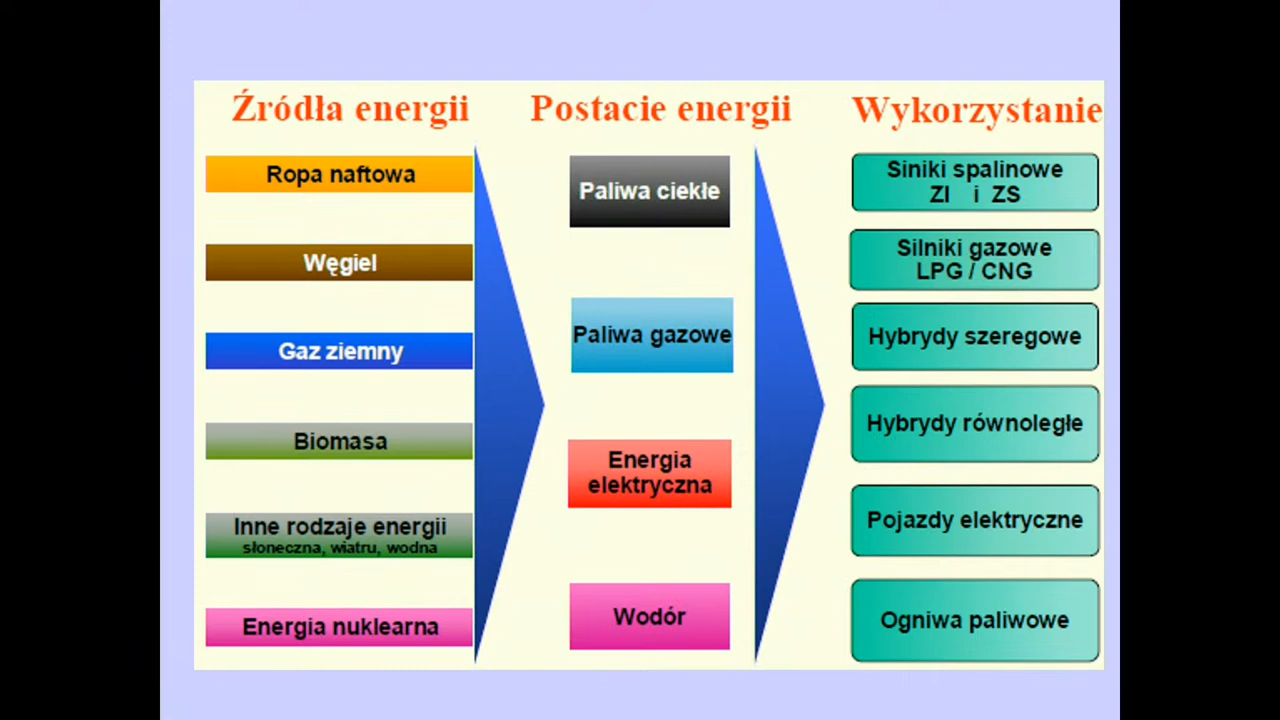 Źródła energii
Ropa naftowa
Węgiel
Gaz ziemny
Biomasa
Inne rodzaje energii
słoneczna, wiatru, wodna
Energia nuklearna
Postacie energii
Paliwa ciekłe
Paliwa gazowe
Energia
elektryczna
Wodór
Wykorzystanie
Siniki spalinowe
ZI i ZS
Silniki gazowe
LPG / CNG
Hybrydy szeregowe
Hybrydy równoległe
Pojazdy elektryczne
Ogniwa paliwowe